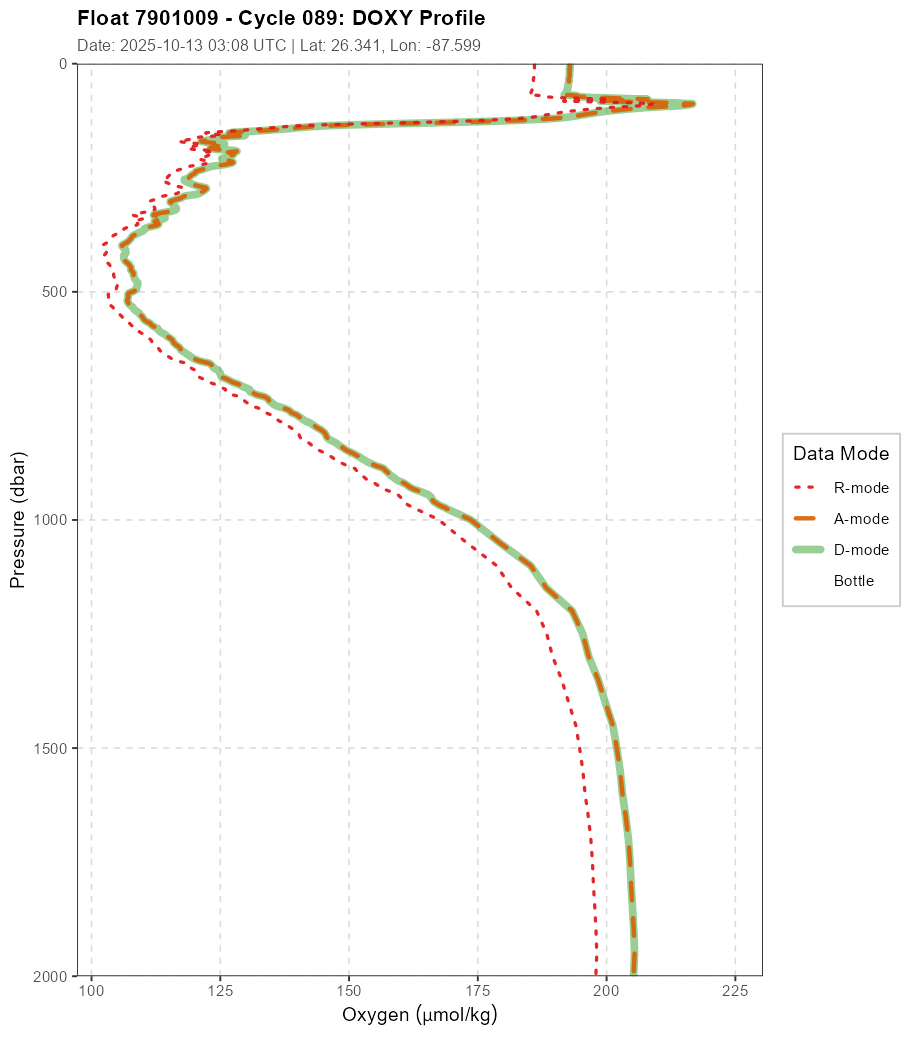 Float 7901009 - Cycle 089: DOXY Profile
Date: 2025-10-13 03:08 UTC | Lat: 26.341, Lon: -87.599
0
500
1000
1500
2000
Pressure (dbar)
100 125 150 175 200 225
Oxygen (μmol/kg)
Data Mode
R-mode
A-mode
D-mode
Bottle